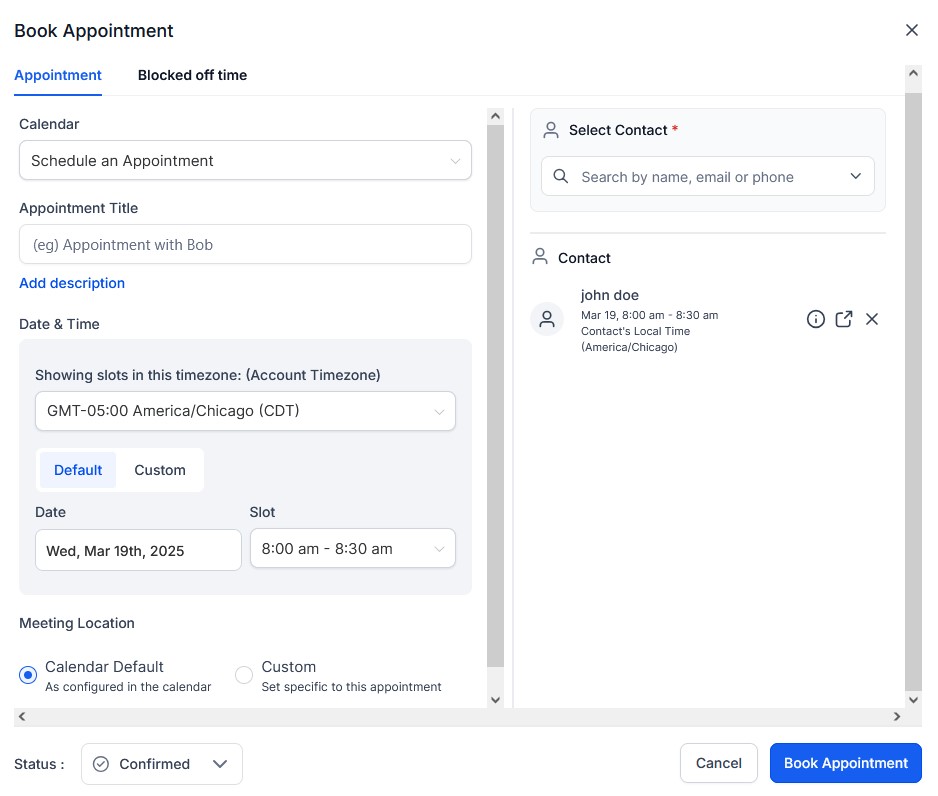 Book Appointment
Appointment
Blocked off time
Calendar
Schedule an Appointment
Appointment Title
(eg) Appointment with Bob
Add description
Date & Time
Showing slots in this timezone: (Account Timezone)
GMT-05:00 America/Chicago (CDT)
Default
Custom
Date
Slot
Wed, Mar 19th, 2025
8:00 am - 8:30 am
Meeting Location
Calendar Default
As configured in the calendar
Custom
Set specific to this appointment
Select Contact *
Search by name, email or phone
Contact
john doe
Mar 19, 8:00 am - 8:30 am
Contact's Local Time
(America/Chicago)
Status :
Confirmed
Cancel
Book Appointment